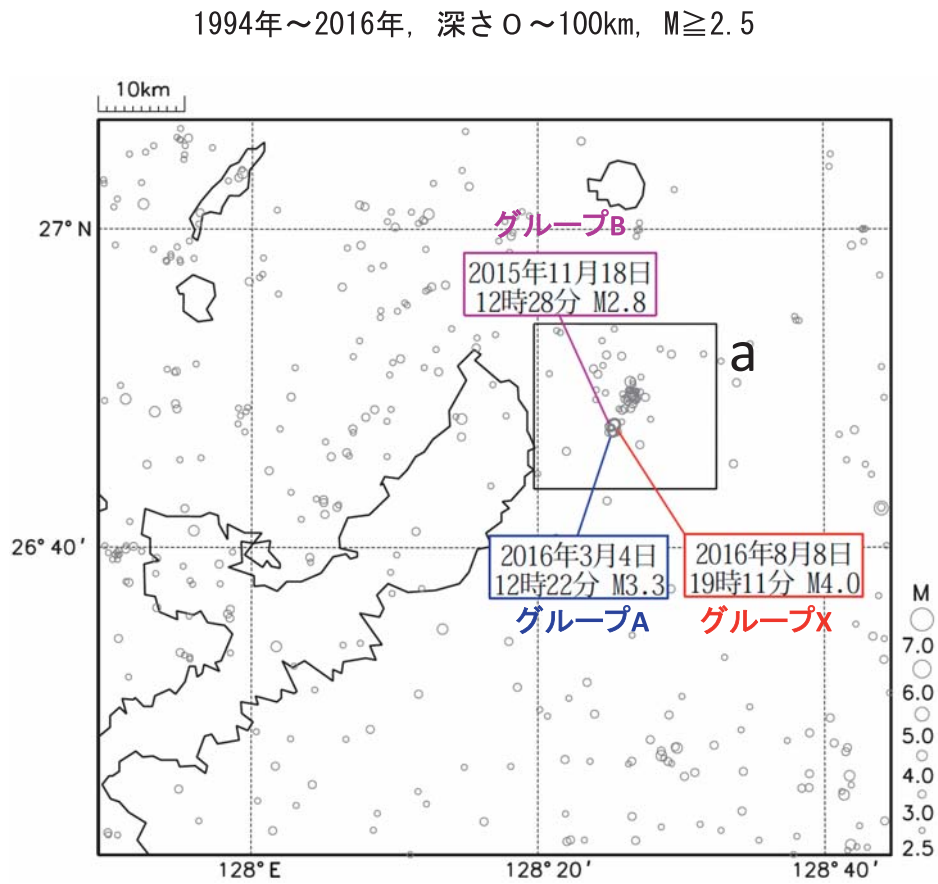 1994年～2016年, 深さ0～100km, M≧2.5
10km
27°N
グループB
2015年11月18日
12時28分 M2.8
a
26°40′
2016年3月4日
12時22分 M3.3
グループA
2016年8月8日
19時11分 M4.0
グループX
M
7.0
6.0
5.0
4.0
3.0
2.5
128°E
128°20′
128°40′